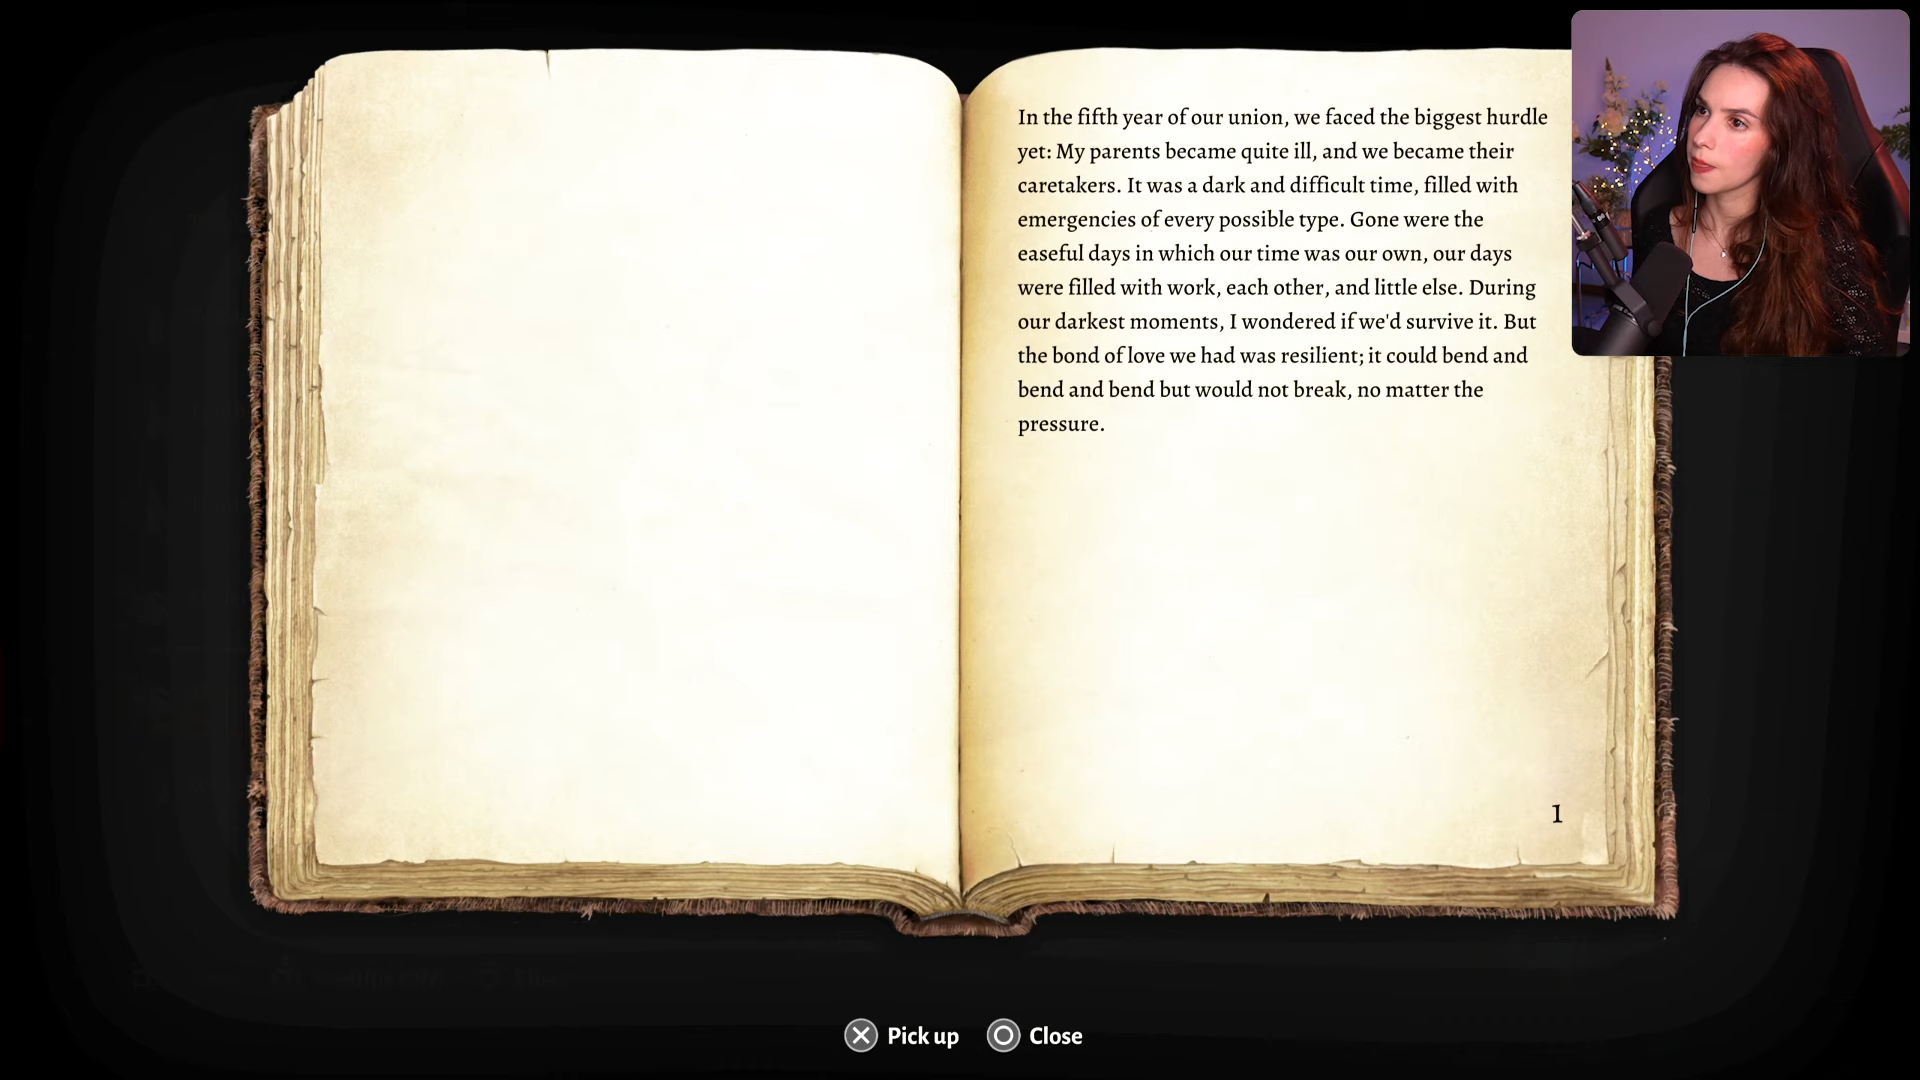 In the fifth year of our union, we faced the biggest hurdle
yet: My parents became quite ill, and we became their
caretakers. It was a dark and difficult time, filled with
emergencies of every possible type. Gone were the
easeful days in which our time was our own, our days
were filled with work, each other, and little else. During
our darkest moments, I wondered if we'd survive it. But
the bond of love we had was resilient; it could bend and
bend and bend but would not break, no matter the
pressure.
1
Pick up Close